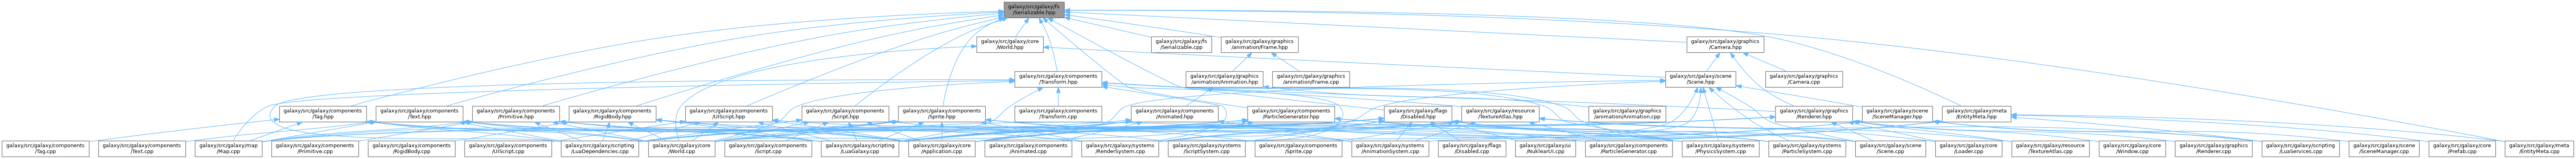 galaxy/src/galaxy/fs
/Serializable.hpp
galaxy/src/galaxy/core
/World.hpp
galaxy/src/galaxy/fs
/Serializable.cpp
galaxy/src/galaxy/graphics
/animation/Frame.hpp
galaxy/src/galaxy/graphics
/Camera.hpp
galaxy/src/galaxy/components
/Transform.hpp
galaxy/src/galaxy/graphics
/animation/Animation.hpp
galaxy/src/galaxy/graphics
/animation/Frame.cpp
galaxy/src/galaxy/scene
/Scene.hpp
galaxy/src/galaxy/graphics
/Camera.cpp
galaxy/src/galaxy/components
/Tag.hpp
galaxy/src/galaxy/components
/Text.hpp
galaxy/src/galaxy/components
/Primitive.hpp
galaxy/src/galaxy/components
/RigidBody.hpp
galaxy/src/galaxy/components
/UIScript.hpp
galaxy/src/galaxy/components
/Script.hpp
galaxy/src/galaxy/components
/Sprite.hpp
galaxy/src/galaxy/components
/Transform.cpp
galaxy/src/galaxy/components
/Animated.hpp
galaxy/src/galaxy/components
/ParticleGenerator.hpp
galaxy/src/galaxy/flags
/Disabled.hpp
galaxy/src/galaxy/resource
/TextureAtlas.hpp
galaxy/src/galaxy/graphics
/animation/Animation.cpp
galaxy/src/galaxy/graphics
/Renderer.hpp
galaxy/src/galaxy/scene
/SceneManager.hpp
galaxy/src/galaxy/meta
/EntityMeta.hpp
galaxy/src/galaxy/components
/Tag.cpp
galaxy/src/galaxy/components
/Text.cpp
galaxy/src/galaxy/map
/Map.cpp
galaxy/src/galaxy/components
/Primitive.cpp
galaxy/src/galaxy/components
/RigidBody.cpp
galaxy/src/galaxy/components
/UIScript.cpp
galaxy/src/galaxy/scripting
/LuaDependencies.cpp
galaxy/src/galaxy/core
/World.cpp
galaxy/src/galaxy/components
/Script.cpp
galaxy/src/galaxy/scripting
/LuaGalaxy.cpp
galaxy/src/galaxy/core
/Application.cpp
galaxy/src/galaxy/components
/Animated.cpp
galaxy/src/galaxy/systems
/RenderSystem.cpp
galaxy/src/galaxy/systems
/ScriptSystem.cpp
galaxy/src/galaxy/components
/Sprite.cpp
galaxy/src/galaxy/systems
/AnimationSystem.cpp
galaxy/src/galaxy/flags
/Disabled.cpp
galaxy/src/galaxy/ui
/NuklearUI.cpp
galaxy/src/galaxy/components
/ParticleGenerator.cpp
galaxy/src/galaxy/systems
/PhysicsSystem.cpp
galaxy/src/galaxy/systems
/ParticleSystem.cpp
galaxy/src/galaxy/scene
/Scene.cpp
galaxy/src/galaxy/core
/Loader.cpp
galaxy/src/galaxy/resource
/TextureAtlas.cpp
galaxy/src/galaxy/core
/Window.cpp
galaxy/src/galaxy/graphics
/Renderer.cpp
galaxy/src/galaxy/scripting
/LuaServices.cpp
galaxy/src/galaxy/scene
/SceneManager.cpp
galaxy/src/galaxy/core
/Prefab.cpp
galaxy/src/galaxy/meta
/EntityMeta.cpp